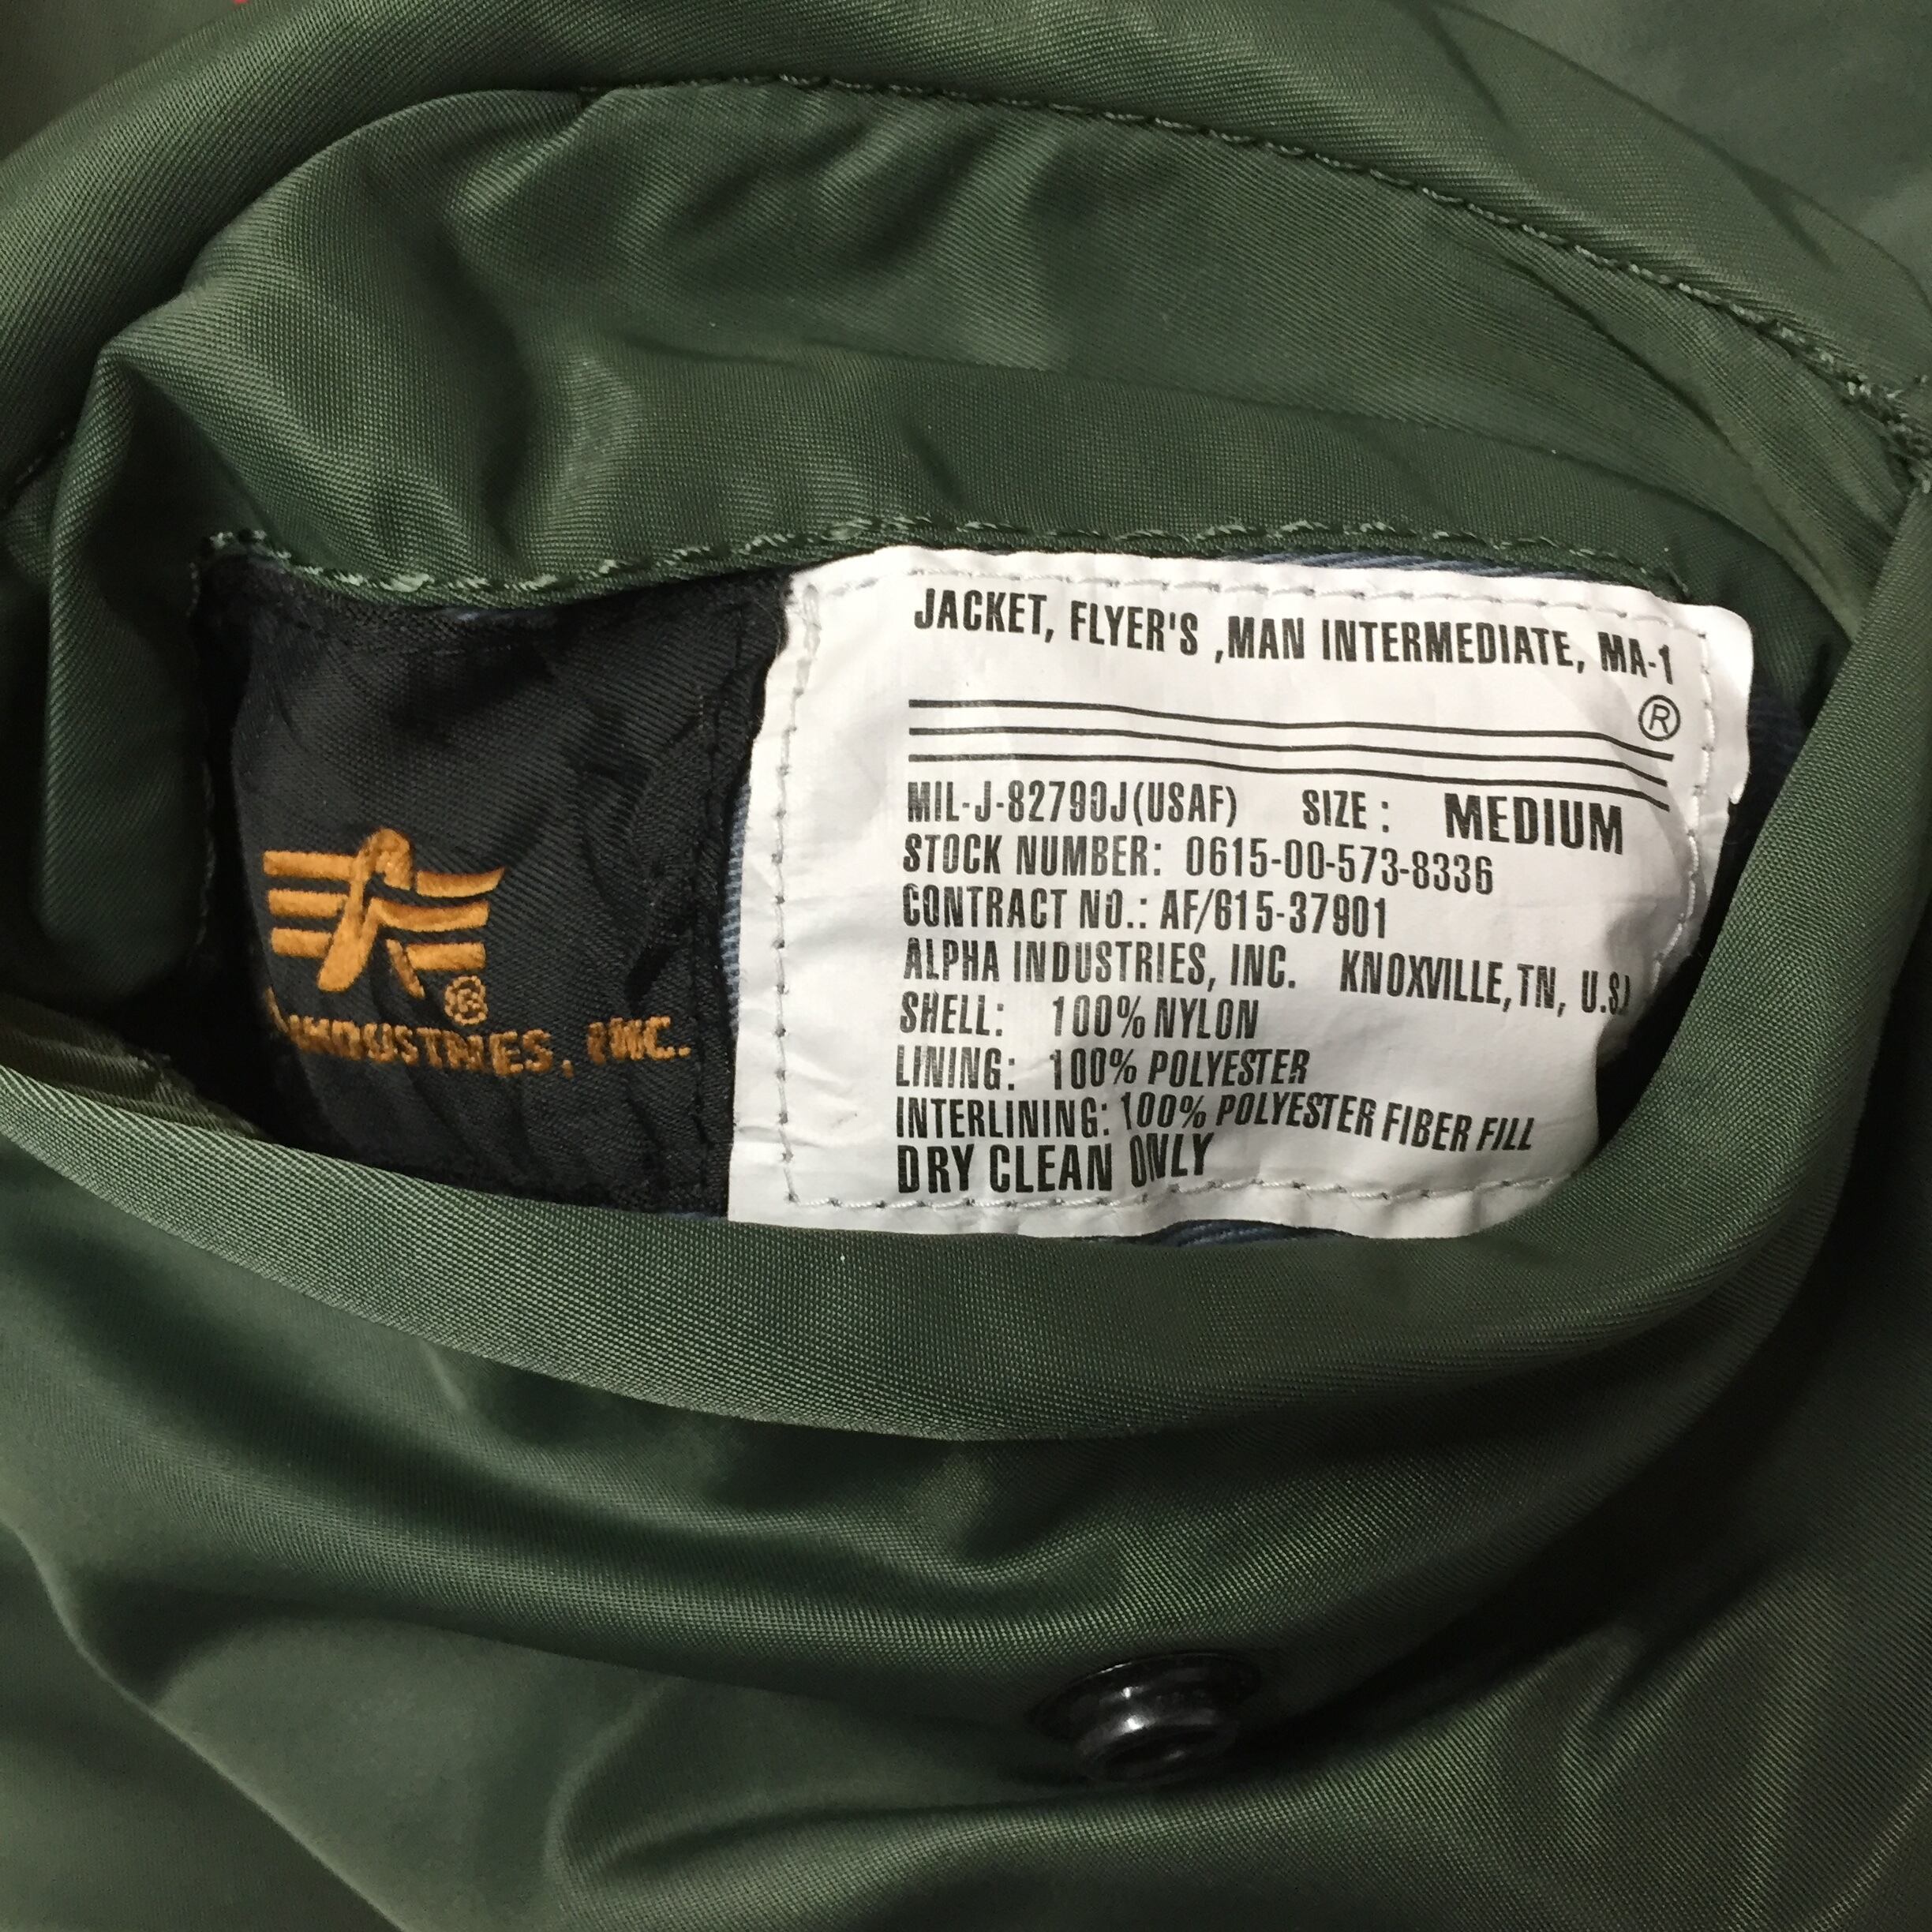 JACKET, FLYER'S ,MAN INTERMEDIATE, MA-1
®
MIL-J-82790J(USAF) SIZE : MEDIUM
STOCK NUMBER: 0615-00-573-8336
CONTRACT NO.: AF/615-37901
ALPHA INDUSTRIES, INC. KNOXVILLE,TN, U.S.
SHELL: 100% NYLON
LINING: 100% POLYESTER
INTERLINING: 100% POLYESTER FIBER FILL
DRY CLEAN ONLY
®
INDUSTRIES, INC.